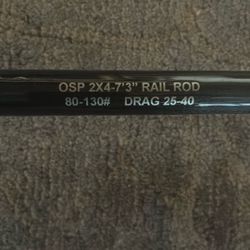 OSP 2X4-7'3" RAIL ROD
80-130# DRAG 25-40